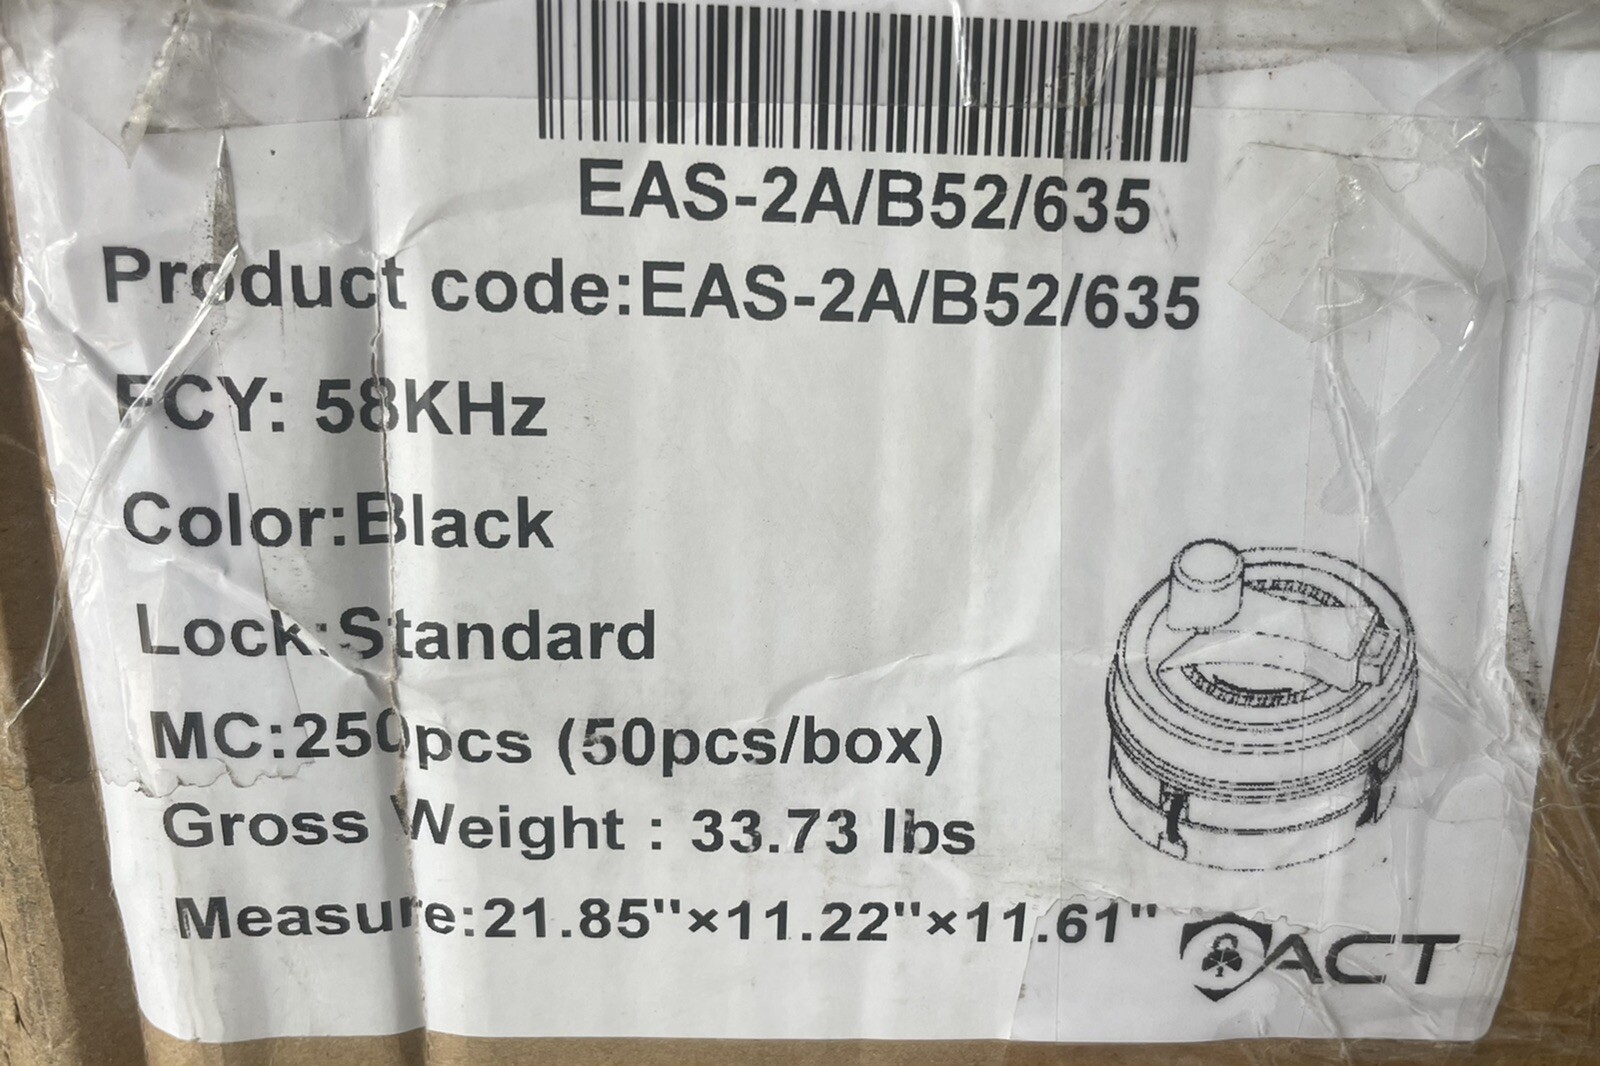 EAS-2A/B52/635
Product code:EAS-2A/B52/635
FCY: 58KHz
Color:Black
Lock:Standard
MC:250pcs (50pcs/box)
Gross Weight : 33.73 lbs
Measure:21.85"×11.22"×11.61"
ACT